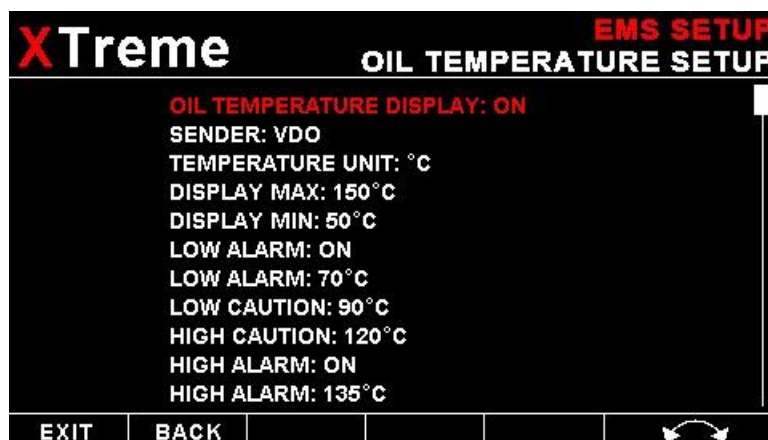 XTreme
EMS SETUP
OIL TEMPERATURE SETUP
OIL TEMPERATURE DISPLAY: ON
SENDER: VDO
TEMPERATURE UNIT: °C
DISPLAY MAX: 150°C
DISPLAY MIN: 50°C
LOW ALARM: ON
LOW ALARM: 70°C
LOW CAUTION: 90°C
HIGH CAUTION: 120°C
HIGH ALARM: ON
HIGH ALARM: 135°C
EXIT BACK